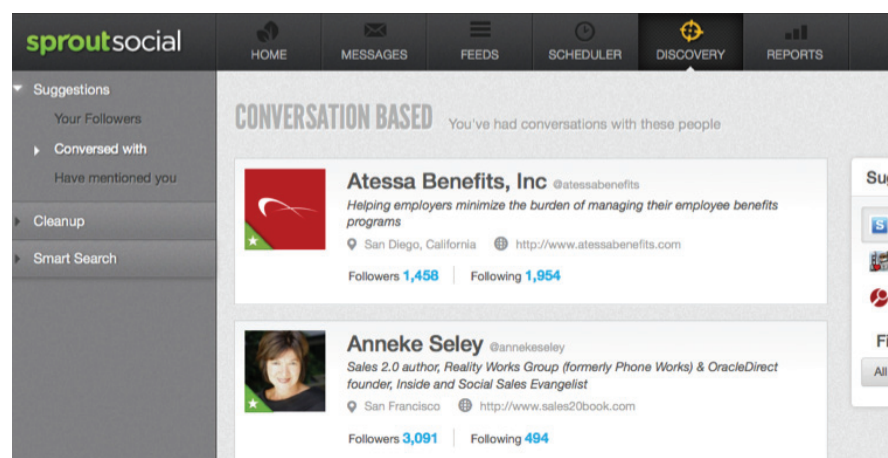 sproutsocial
HOME
MESSAGES
FEEDS
SCHEDULER
DISCOVERY
REPORTS
Suggestions
Your Followers
Conversed with
Have mentioned you
Cleanup
Smart Search
CONVERSATION BASED You've had conversations with these people
Atessa Benefits, Inc @atessabenefits
Helping employers minimize the burden of managing their employee benefits
programs
San Diego, California http://www.atessabenefits.com
Followers 1,458 Following 1,954
Anneke Seley @annekeseley
Sales 2.0 author, Reality Works Group (formerly Phone Works) & OracleDirect
founder, Inside and Social Sales Evangelist
San Francisco http://www.sales20book.com
Followers 3,091 Following 494
Su
S
Fi
All